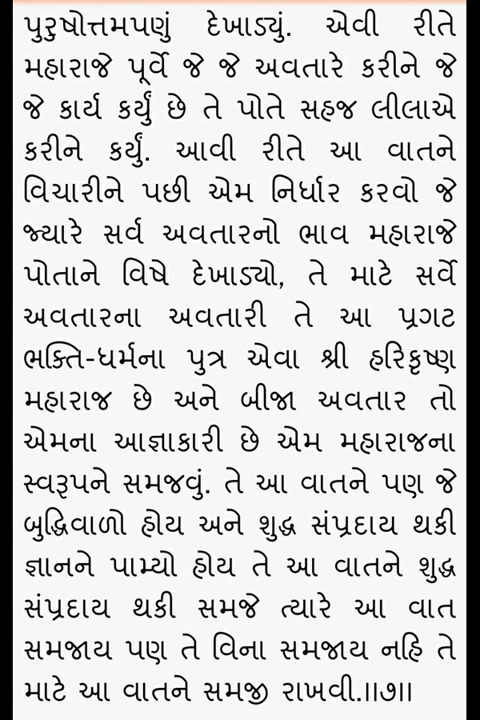 પુરુષોત્તમપણું દેખાડ્યું. એવી રીતે
મહારાજે પૂર્વે જે જે અવતારે કરીને જે
જે કાર્ય કર્યું છે તે પોતે સહજ લીલાએ
કરીને કર્યું. આવી રીતે આ વાતને
વિચારીને પછી એમ નિર્ધાર કરવો જે
જ્યારે સર્વ અવતારનો ભાવ મહારાજે
પોતાને વિષે દેખાડ્યો, તે માટે સર્વે
અવતારના અવતારી તે આ પ્રગટ
ભક્તિ-ધર્મના પુત્ર એવા શ્રી હરિકૃષ્ણ
મહારાજ છે અને બીજા અવતાર તો
એમના આજ્ઞાકારી છે એમ મહારાજના
સ્વરૂપને સમજવું. તે આ વાતને પણ જે
બુદ્ધિવાળો હોય અને શુદ્ધ સંપ્રદાય થકી
જ્ઞાનને પામ્યો હોય તે આ વાતને શુદ્ધ
સંપ્રદાય થકી સમજે ત્યારે આ વાત
સમજાય પણ તે વિના સમજાય નહિ તે
માટે આ વાતને સમજી રાખવી.॥૭॥